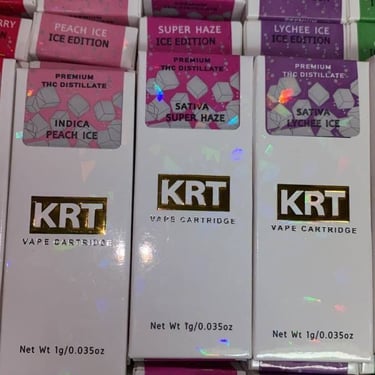 RRY
PEACH ICE
ICE EDITION
PREMIUM
THC DISTILLATE
INDICA
PEACH ICE
KRT
VAPE CARTRIDGE
Net Wt 1g/0.035oz
SUPER HAZE
ICE EDITION
PREMIUM
THC DISTILLATE
SATIVA
SUPER HAZE
KRT
VAPE CARTRIDGE
Net Wt 1g/0.035oz
LYCHEE ICE
ICE EDITION
PREMIUM
THC DISTILLATE
SATIVA
LYCHEE ICE
KRT
VAPE CARTRIDGE
Net Wt 1g/0.035oz